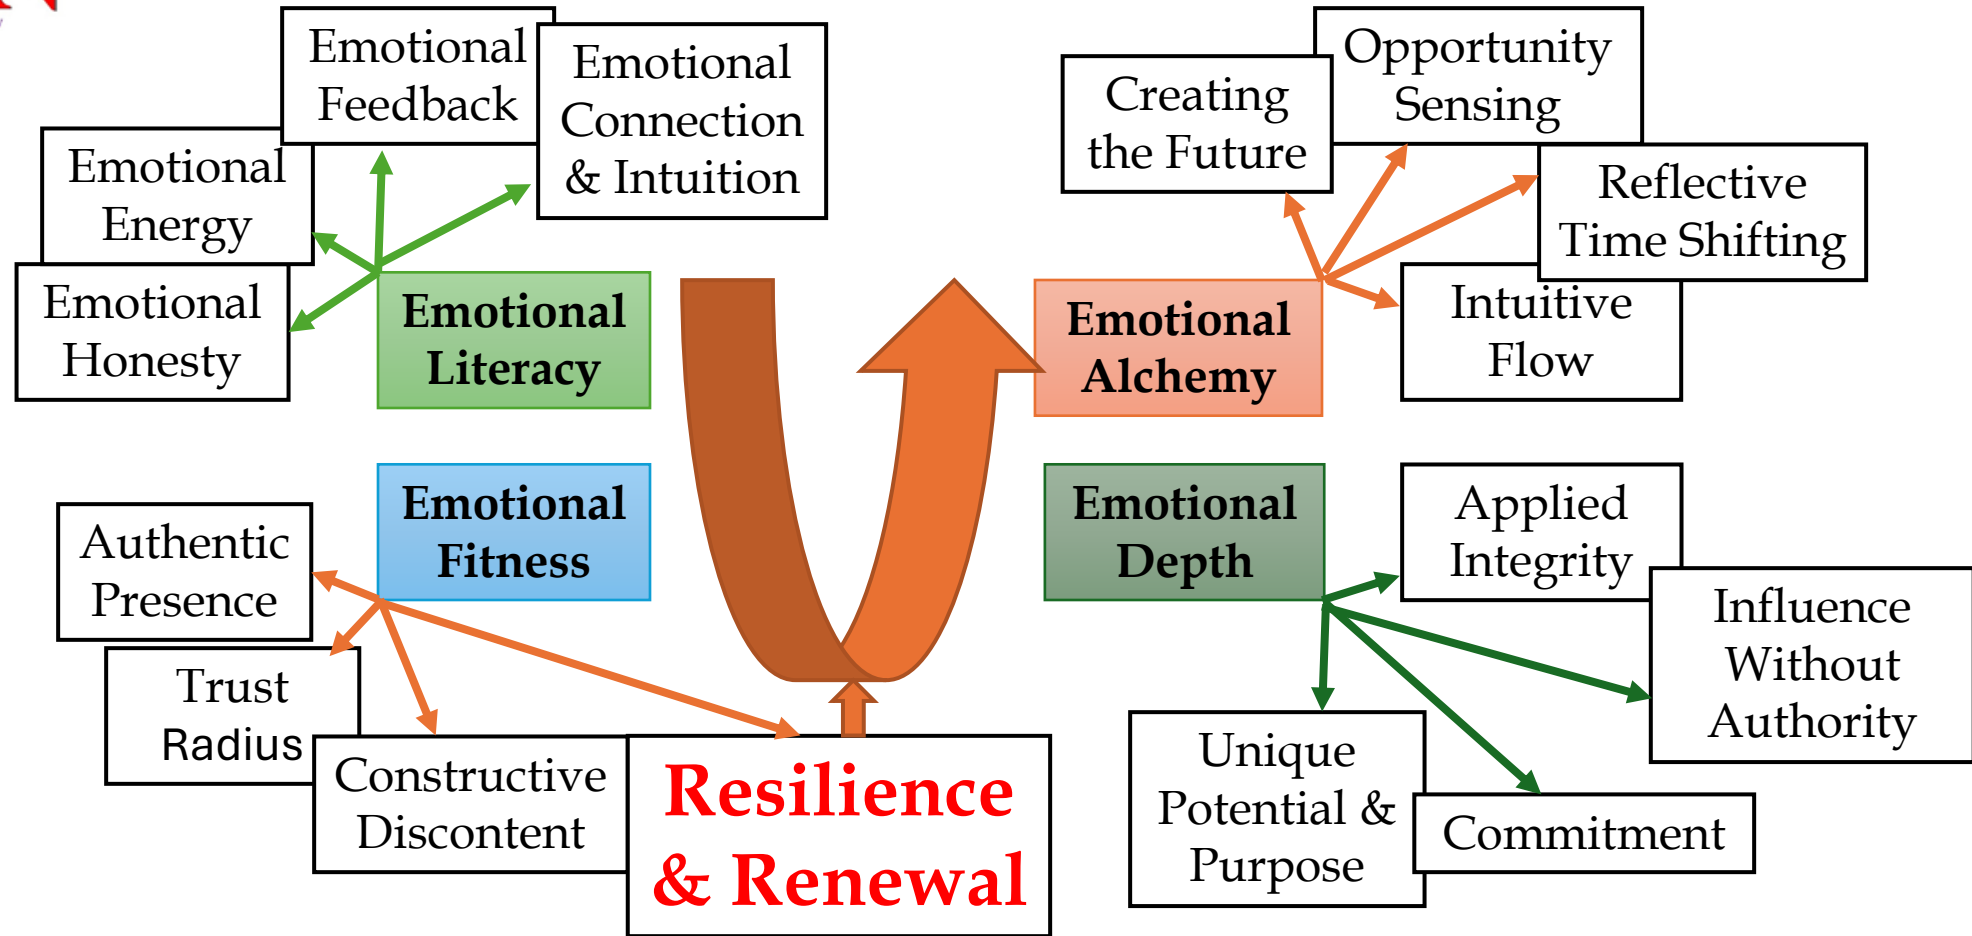 Emotional
Feedback
Emotional
Connection
& Intuition
Emotional
Energy
Emotional
Honesty
Emotional
Literacy
Creating
the Future
Opportunity
Sensing
Reflective
Time Shifting
Intuitive
Flow
Emotional
Alchemy
Emotional
Fitness
Authentic
Presence
Trust
Radius
Constructive
Discontent
Resilience
& Renewal
Emotional
Depth
Applied
Integrity
Influence
Without
Authority
Unique
Potential &
Purpose
Commitment